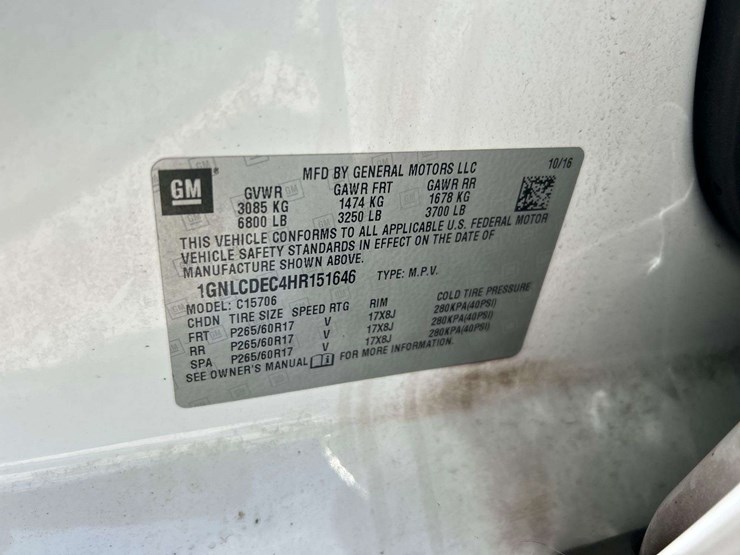 GM
MFD BY GENERAL MOTORS LLC 10/16
GVWR GAWR FRT GAWR RR
3085 KG 1474 KG 1678 KG
6800 LB 3250 LB 3700 LB
THIS VEHICLE CONFORMS TO ALL APPLICABLE U.S. FEDERAL MOTOR
VEHICLE SAFETY STANDARDS IN EFFECT ON THE DATE OF
MANUFACTURE SHOWN ABOVE.
1GNLCDEC4HR151646 TYPE: M.P.V.
MODEL: C15706
CHDN TIRE SIZE SPEED RTG RIM COLD TIRE PRESSURE
FRT P265/60R17 V 17X8J 280KPA(40PSI)
RR P265/60R17 V 17X8J 280KPA(40PSI)
SPA P265/60R17 V 17X8J 280KPA(40PSI)
SEE OWNER'S MANUAL FOR MORE INFORMATION.